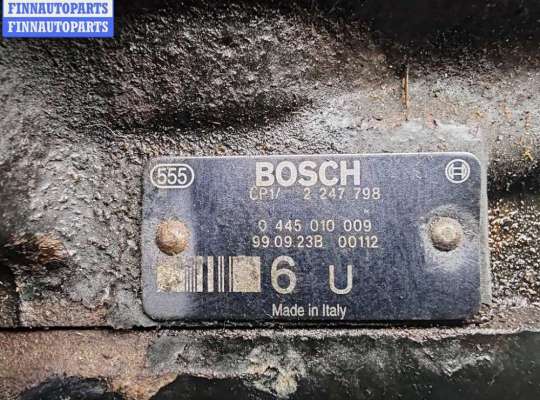 FINNAUTOPARTS
FINNAUTOPARTS
555 BOSCH
CP1/ 2 247 798
0 445 010 009
99.09.23B 00112
6 U
Made in Italy